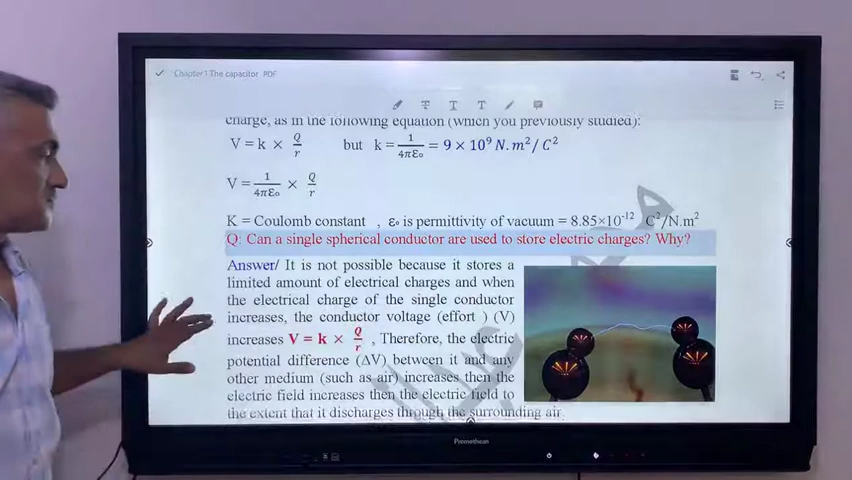 Chapter1 The capacitor PDF
charge, as in the following equation (which you previously studied):
V = k × Q/r but k = 1/4πεₒ = 9 × 10⁹ N.m²/C²
V = 1/4πεₒ × Q/r
K = Coulomb constant , εₒ is permittivity of vacuum = 8.85×10⁻¹² C²/N.m²
Q: Can a single spherical conductor are used to store electric charges? Why?
Answer/ It is not possible because it stores a
limited amount of electrical charges and when
the electrical charge of the single conductor
increases, the conductor voltage (effort ) (V)
increases V = k × Q/r , Therefore, the electric
potential difference (ΔV) between it and any
other medium (such as air) increases then the
electric field increases then the electric field to
the extent that it discharges through the surrounding air.
Promethean